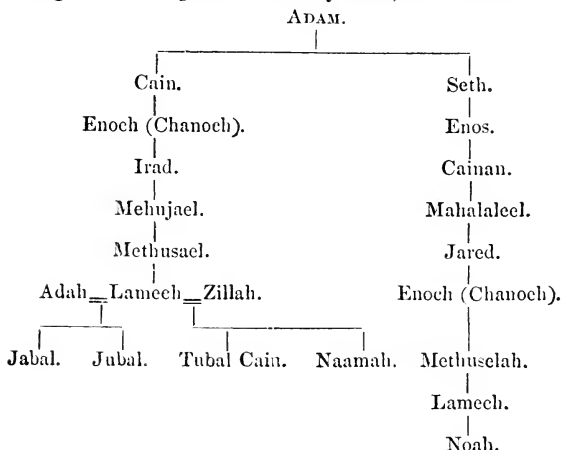 ADAM.
Cain. Seth.
Enoch (Chanoch). Enos.
Irad. Cainan.
Mehujael. Mahalaleel.
Methusael. Jared.
Adah=Lamech=Zillah. Enoch (Chanoch).
Jabal. Jubal. Tubal Cain. Naamah. Methuselah.
Lamech.
Noah.